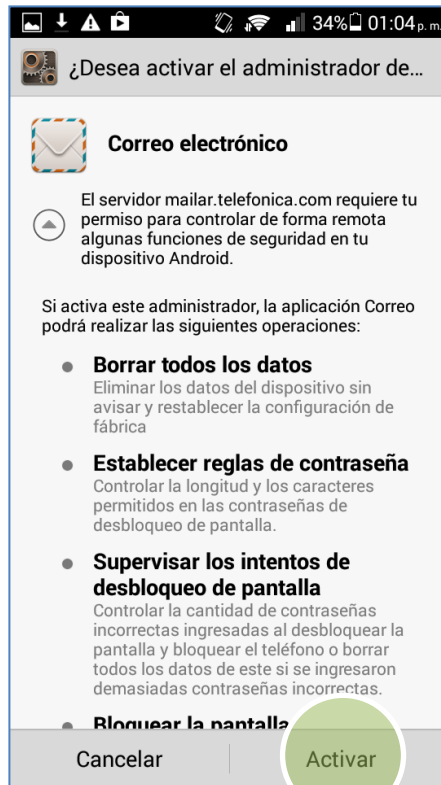 34% 01:04 p. m.
¿Desea activar el administrador de...
Correo electrónico
El servidor mailar.telefonica.com requiere tu
permiso para controlar de forma remota
algunas funciones de seguridad en tu
dispositivo Android.
Si activa este administrador, la aplicación Correo
podrá realizar las siguientes operaciones:
Borrar todos los datos
Eliminar los datos del dispositivo sin
avisar y restablecer la configuración de
fábrica
Establecer reglas de contraseña
Controlar la longitud y los caracteres
permitidos en las contraseñas de
desbloqueo de pantalla.
Supervisar los intentos de
desbloqueo de pantalla
Controlar la cantidad de contraseñas
incorrectas ingresadas al desbloquear la
pantalla y bloquear el teléfono o borrar
todos los datos de este si se ingresaron
demasiadas contraseñas incorrectas.
Bloquear la pantalla
Cancelar
Activar